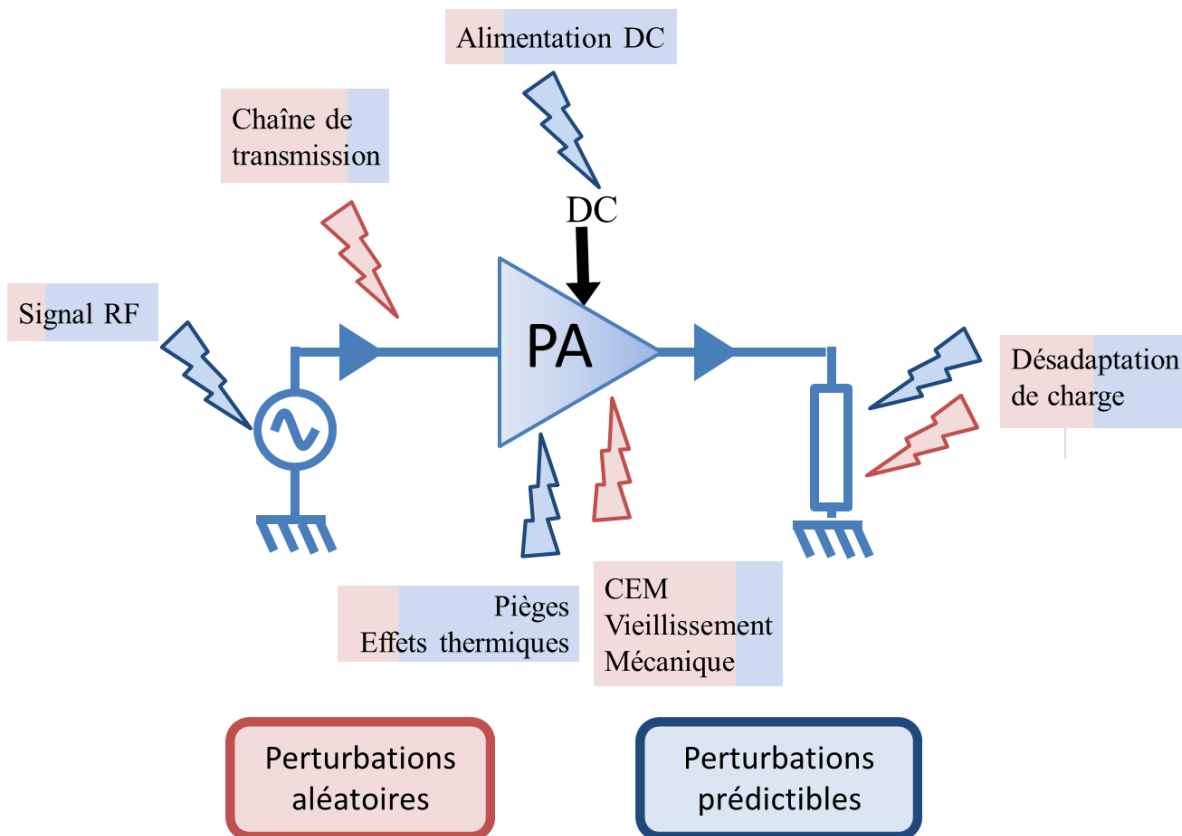 Alimentation DC
Chaîne de
transmission
DC
Signal RF
PA
Désadaptation
de charge
Pièges
Effets thermiques
CEM
Vieillissement
Mécanique
Perturbations
aléatoires
Perturbations
prédictibles